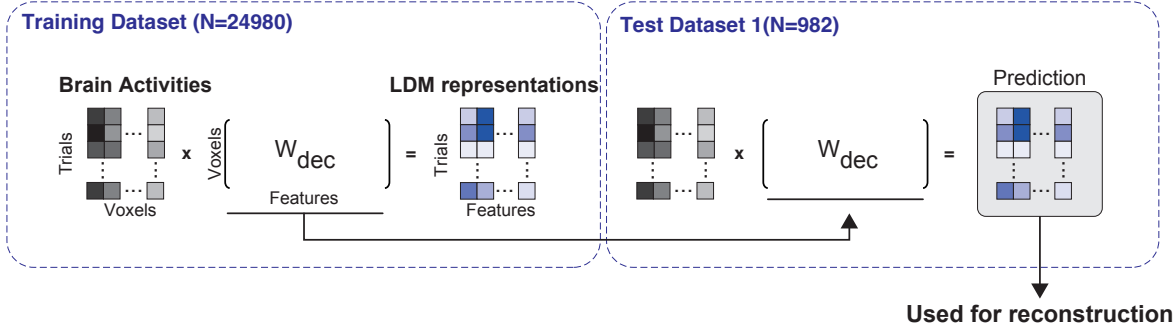 Training Dataset (N=24980)
Brain Activities
LDM representations
Trials
Voxels
x
Voxels
W dec
Features
=
Trials
Features
Test Dataset 1(N=982)
x
W dec
=
Prediction
Used for reconstruction